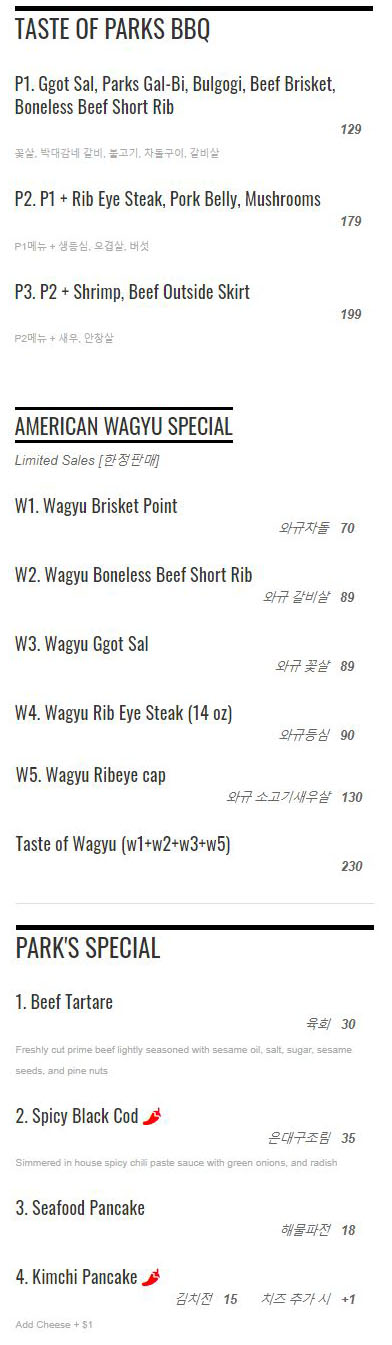 TASTE OF PARKS BBQ
P1. Ggot Sal, Parks Gal-Bi, Bulgogi, Beef Brisket,
Boneless Beef Short Rib
129
꽃살, 박대감네 갈비, 불고기, 차돌구이, 갈비살
P2. P1 + Rib Eye Steak, Pork Belly, Mushrooms
179
P1메뉴 + 생등심, 오겹살, 버섯
P3. P2 + Shrimp, Beef Outside Skirt
199
P2메뉴 + 새우, 안창살
AMERICAN WAGYU SPECIAL
Limited Sales [한정판매]
W1. Wagyu Brisket Point
와규차돌 70
W2. Wagyu Boneless Beef Short Rib
와규 갈비살 89
W3. Wagyu Ggot Sal
와규 꽃살 89
W4. Wagyu Rib Eye Steak (14 oz)
와규등심 90
W5. Wagyu Ribeye cap
와규 소고기새우살 130
Taste of Wagyu (w1+w2+w3+w5)
230
PARK'S SPECIAL
1. Beef Tartare
육회 30
Freshly cut prime beef lightly seasoned with sesame oil, salt, sugar, sesame
seeds, and pine nuts
2. Spicy Black Cod
은대구조림 35
Simmered in house spicy chili paste sauce with green onions, and radish
3. Seafood Pancake
해물파전 18
4. Kimchi Pancake
김치전 15 치즈 추가 시 +1
Add Cheese + $1